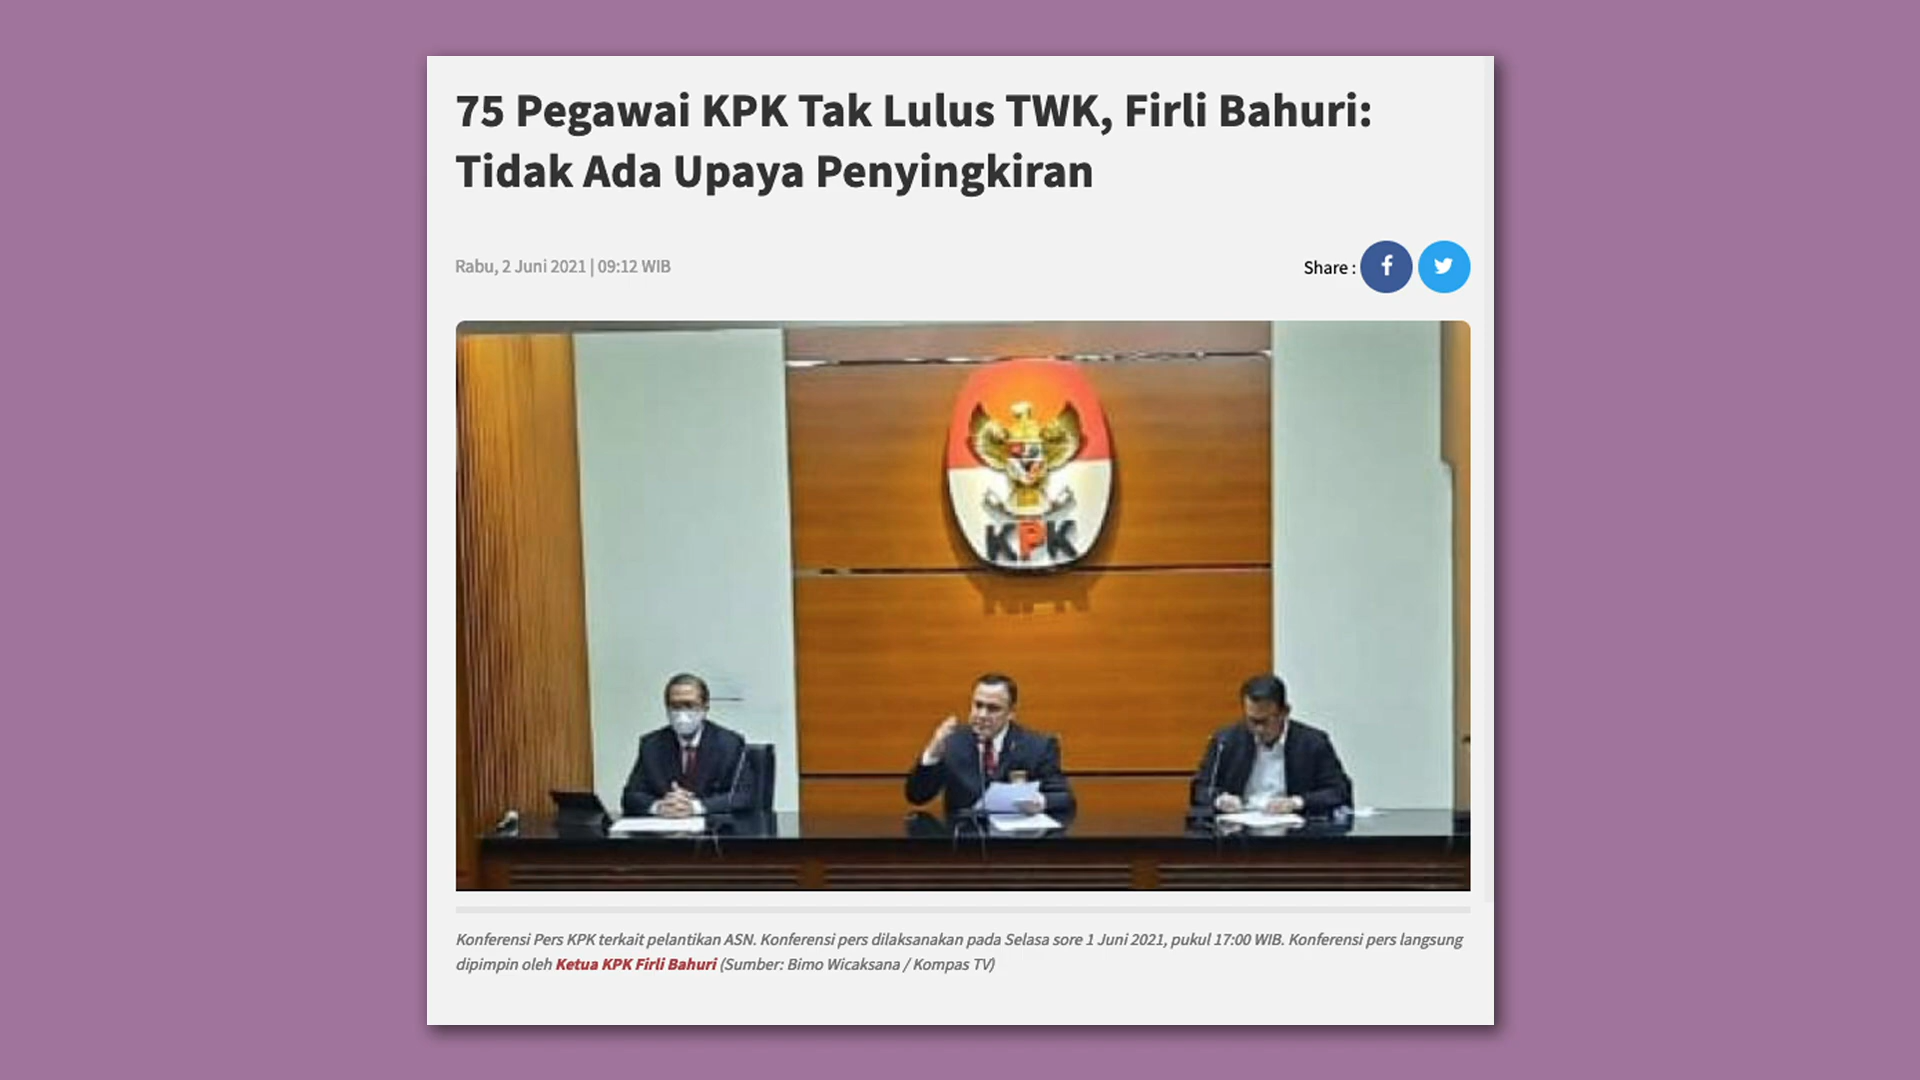 75 Pegawai KPK Tak Lulus TWK, Firli Bahuri:
Tidak Ada Upaya Penyingkiran
Rabu, 2 Juni 2021 | 09:12 WIB
Share :
KPK
Konferensi Pers KPK terkait pelantikan ASN. Konferensi pers dilaksanakan pada Selasa sore 1 Juni 2021, pukul 17:00 WIB. Konferensi pers langsung
dipimpin oleh Ketua KPK Firli Bahuri (Sumber: Bimo Wicaksana / Kompas TV)